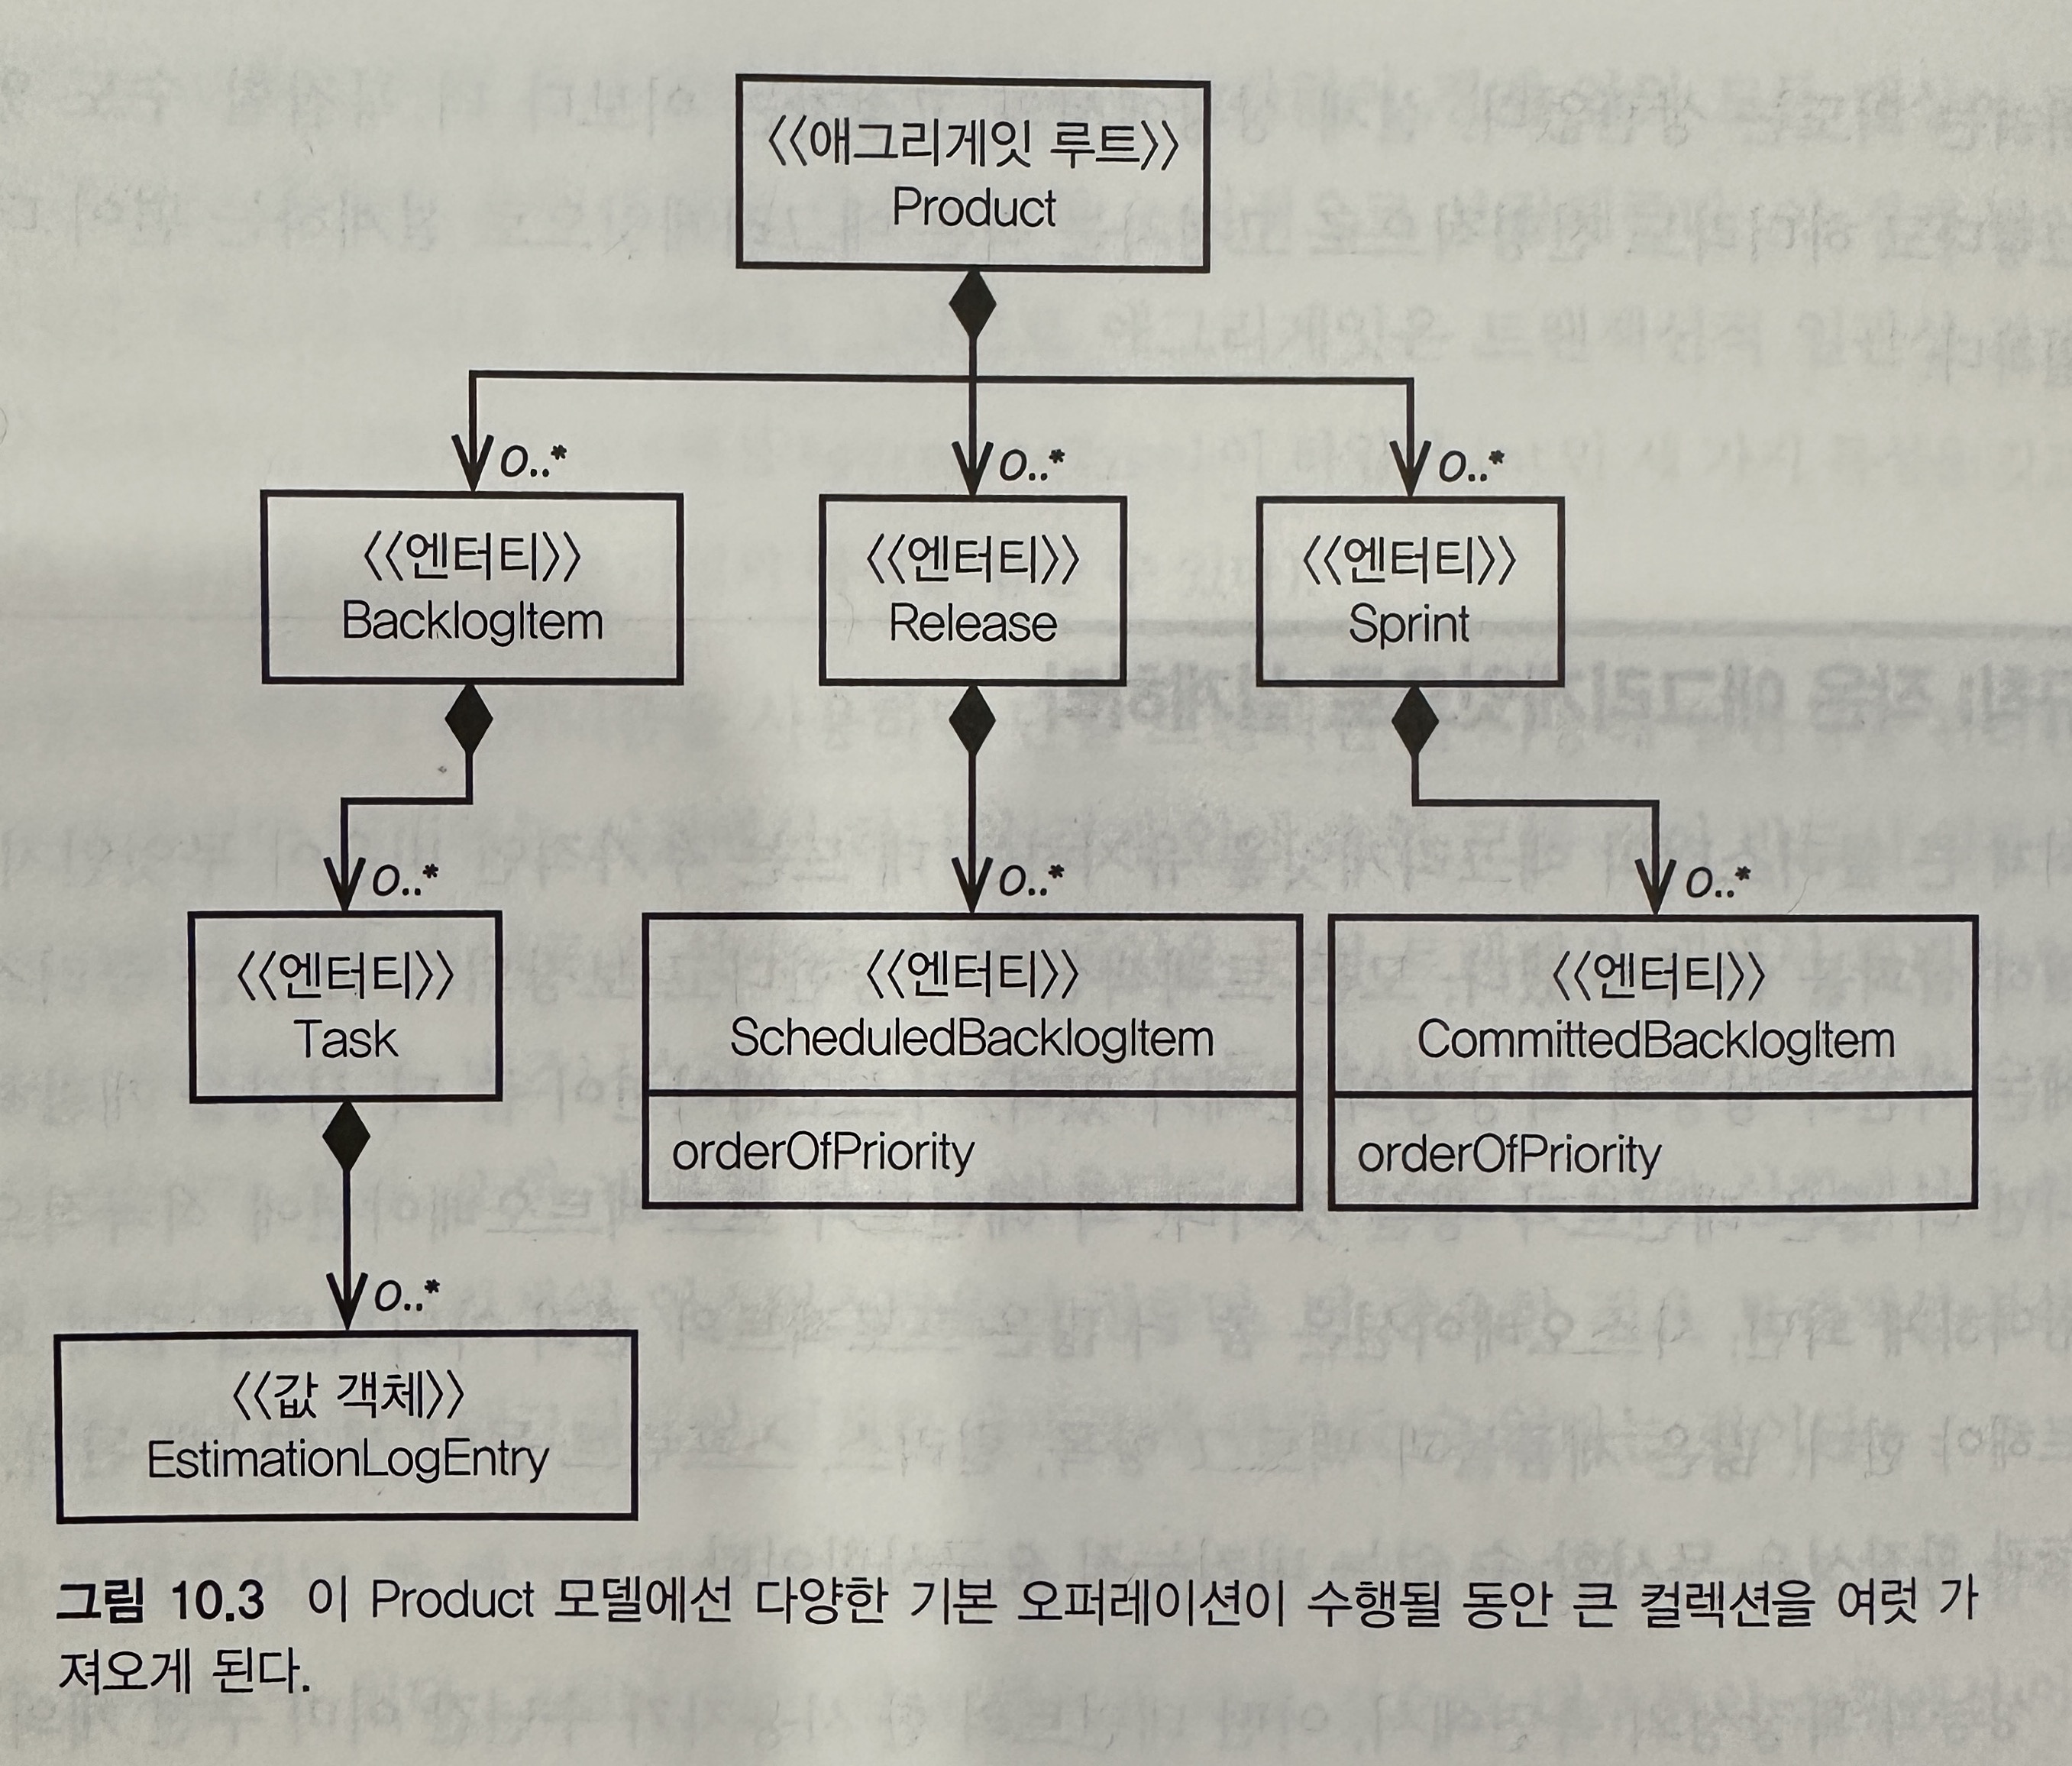 <<애그리게잇 루트>>
Product
0..*
0..*
0..*
<<엔터티>>
BacklogItem
<<엔터티>>
Release
<<엔터티>>
Sprint
0..*
0..*
0..*
<<엔터티>>
Task
<<엔터티>>
ScheduledBacklogItem
orderOfPriority
<<엔터티>>
CommittedBacklogItem
orderOfPriority
0..*
<<값 객체>>
EstimationLogEntry
그림 10.3 이 Product 모델에선 다양한 기본 오퍼레이션이 수행될 동안 큰 컬렉션을 여럿 가
져오게 된다.